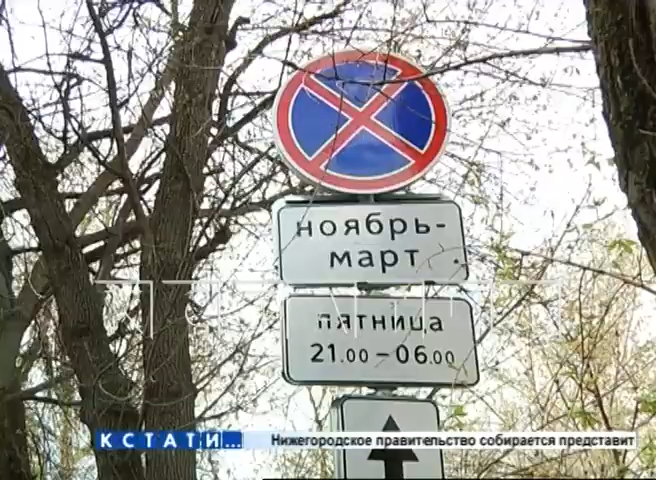 ноябрь-
март
пятница
21.00-06.00
КСТАТИ...
Нижегородское правительство собирается представит